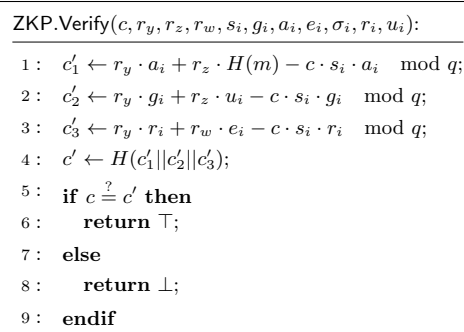 ZKP.Verify(c, r_y, r_z, r_w, s_i, g_i, a_i, e_i, σ_i, r_i, u_i):
1 : c′_1 ← r_y · a_i + r_z · H(m) − c · s_i · a_i mod q;
2 : c′_2 ← r_y · g_i + r_z · u_i − c · s_i · g_i mod q;
3 : c′_3 ← r_y · r_i + r_w · e_i − c · s_i · r_i mod q;
4 : c′ ← H(c′_1||c′_2||c′_3);
5 : if c ≟ c′ then
6 : return ⊤;
7 : else
8 : return ⊥;
9 : endif